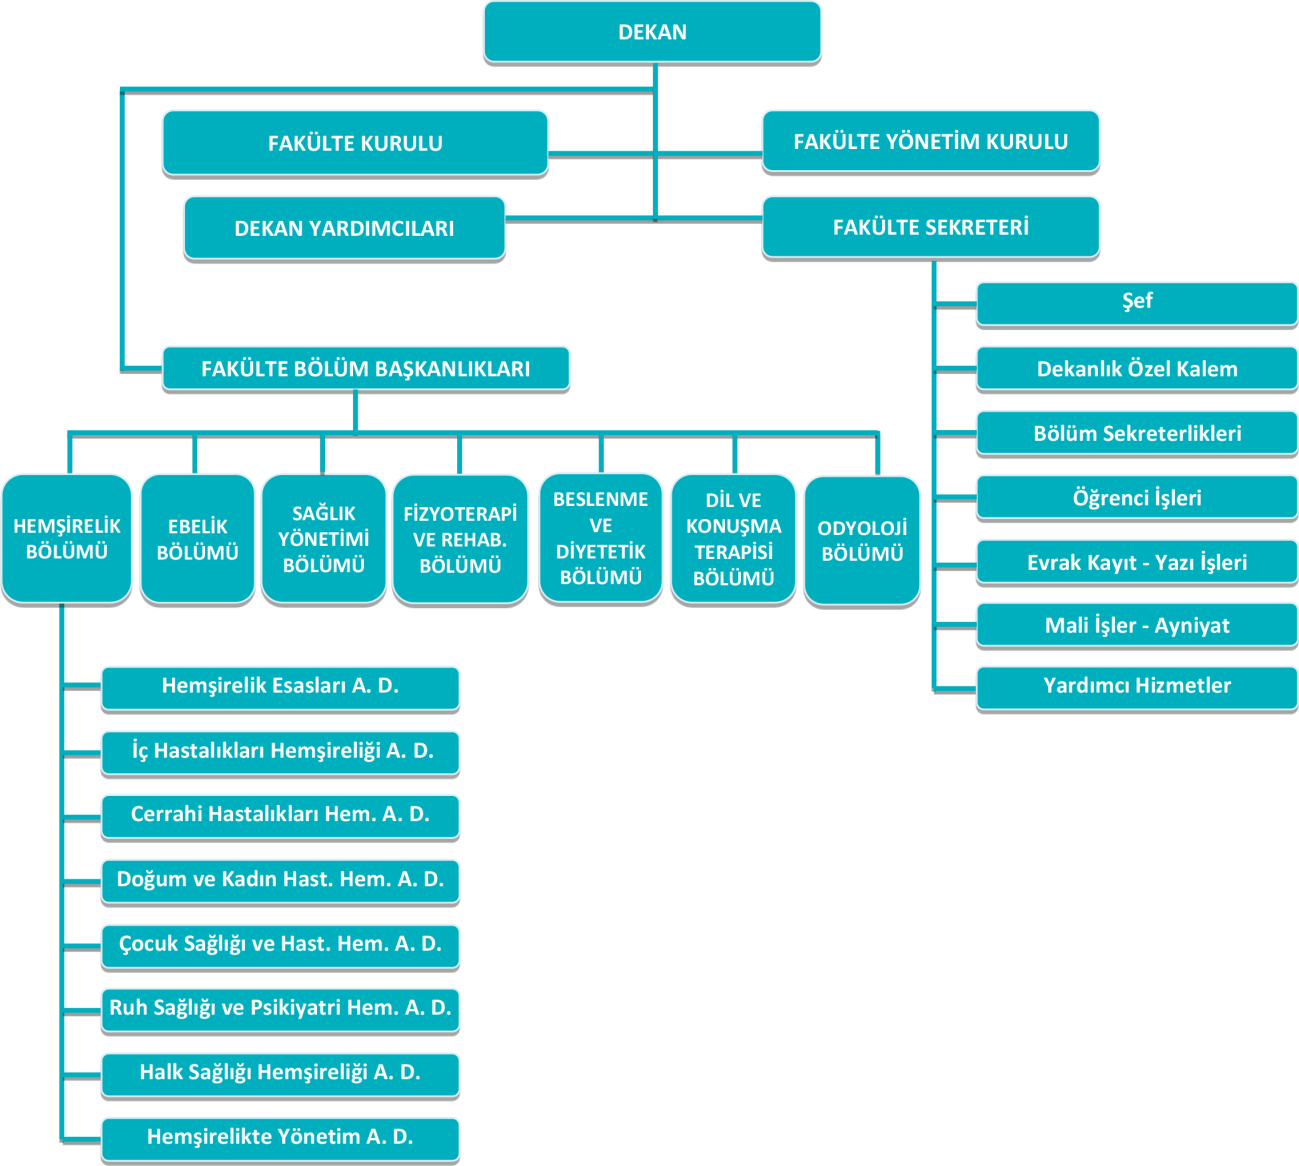 DEKAN
FAKÜLTE KURULU
FAKÜLTE YÖNETİM KURULU
DEKAN YARDIMCILARI
FAKÜLTE SEKRETERİ
Şef
Dekanlık Özel Kalem
Bölüm Sekreterlikleri
Öğrenci İşleri
Evrak Kayıt - Yazı İşleri
Mali İşler - Ayniyat
Yardımcı Hizmetler
FAKÜLTE BÖLÜM BAŞKANLIKLARI
HEMŞİRELİK
BÖLÜMÜ
EBELİK
BÖLÜMÜ
SAĞLIK
YÖNETİMİ
BÖLÜMÜ
FİZYOTERAPİ
VE REHAB.
BÖLÜMÜ
BESLENME
VE
DİYETETİK
BÖLÜMÜ
DİL VE
KONUŞMA
TERAPİSİ
BÖLÜMÜ
ODYOLOJİ
BÖLÜMÜ
Hemşirelik Esasları A. D.
İç Hastalıkları Hemşireliği A. D.
Cerrahi Hastalıkları Hem. A. D.
Doğum ve Kadın Hast. Hem. A. D.
Çocuk Sağlığı ve Hast. Hem. A. D.
Ruh Sağlığı ve Psikiyatri Hem. A. D.
Halk Sağlığı Hemşireliği A. D.
Hemşirelikte Yönetim A. D.